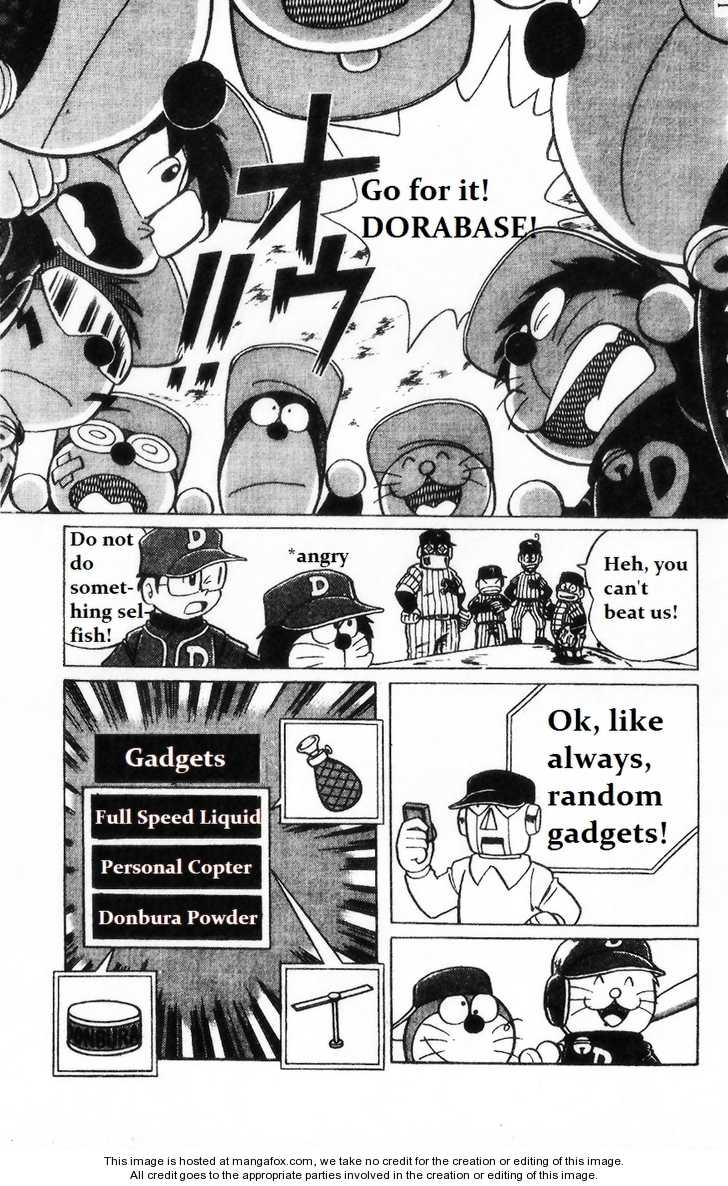 Go for it!
DORABASE!
オ
ウ
!!
Heh, you
can't
beat us!
*angry
Do not
do
somet-
hing sel-
fish!
D
D
D
D
Ok, like
always,
random
gadgets!
Gadgets
Full Speed Liquid
Personal Copter
Donbura Powder
DONBURA
D
D
This image is hosted at mangafox.com, we take no credit for the creation or editing of this image.
All credit goes to the appropriate parties involved in the creation or editing of this image.